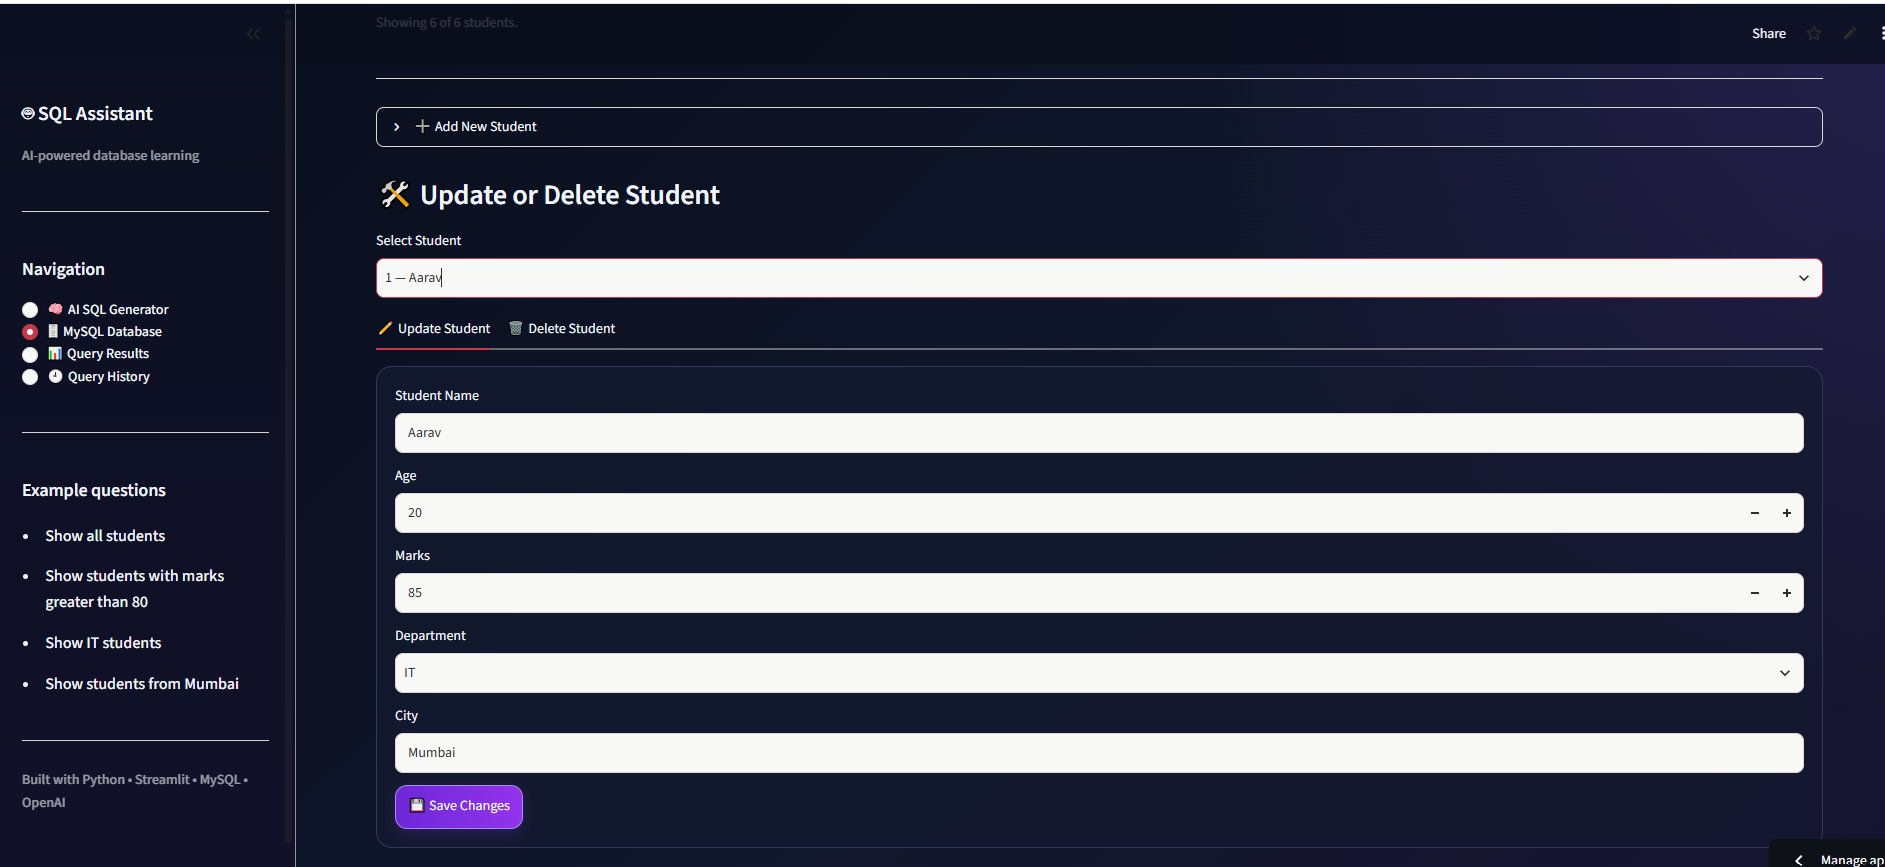 SQL Assistant
AI-powered database learning
Navigation
AI SQL Generator
MySQL Database
Query Results
Query History
Example questions
Show all students
Show students with marks
greater than 80
Show IT students
Show students from Mumbai
Built with Python • Streamlit • MySQL •
OpenAI
Showing 6 of 6 students.
Share
Add New Student
Update or Delete Student
Select Student
1 — Aarav
Update Student
Delete Student
Student Name
Aarav
Age
20
Marks
85
Department
IT
City
Mumbai
Save Changes
Manage ap